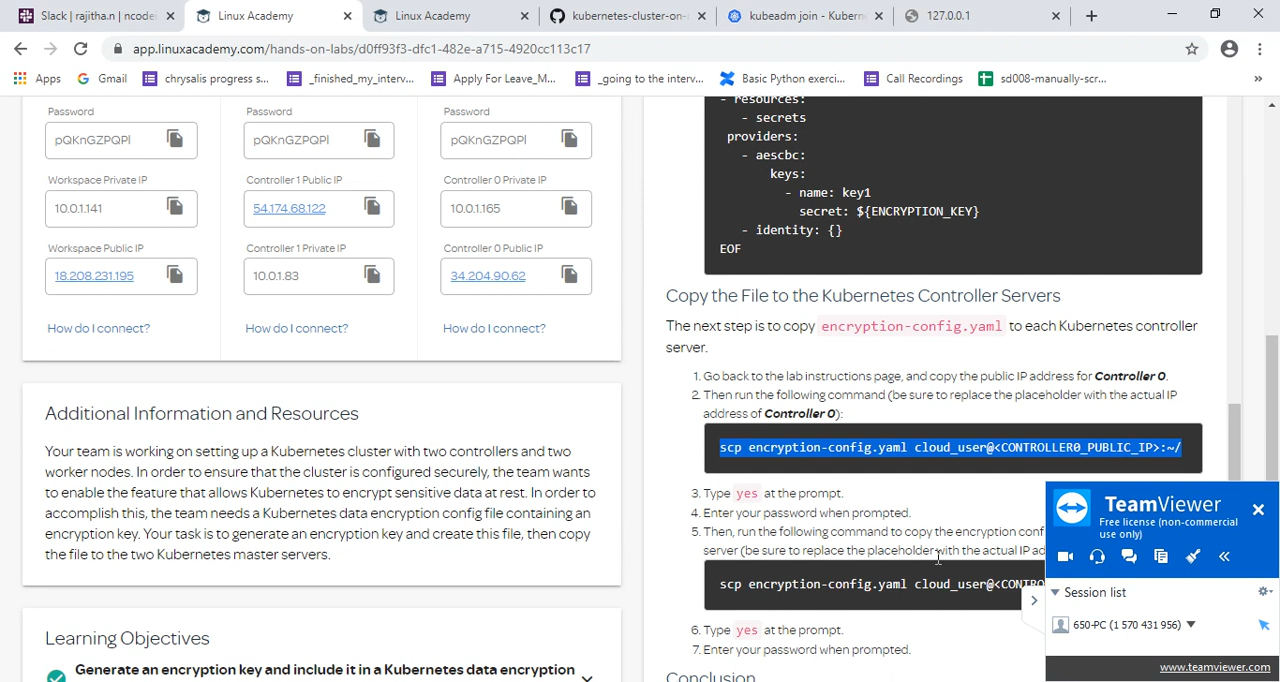 Slack | rajitha.n | ncode
Linux Academy
Linux Academy
kubernetes-cluster-on-
kubeadm join - Kubern
127.0.0.1
app.linuxacademy.com/hands-on-labs/d0ff93f3-dfc1-482e-a715-4920cc113c17
Apps
Gmail
chrysalis progress s...
_finished_my_interv...
Apply For Leave_M...
_going to the interv...
Basic Python exerci...
Call Recordings
sd008-manually-scr...
Password
Password
Password
pQKnGZPQPl
pQKnGZPQPl
pQKnGZPQPl
Workspace Private IP
Controller 1 Public IP
Controller 0 Private IP
10.0.1.141
54.174.68.122
10.0.1.165
Workspace Public IP
Controller 1 Private IP
Controller 0 Public IP
18.208.231.195
10.0.1.83
34.204.90.62
How do I connect?
How do I connect?
How do I connect?
Additional Information and Resources
Your team is working on setting up a Kubernetes cluster with two controllers and two
worker nodes. In order to ensure that the cluster is configured securely, the team wants
to enable the feature that allows Kubernetes to encrypt sensitive data at rest. In order to
accomplish this, the team needs a Kubernetes data encryption config file containing an
encryption key. Your task is to generate an encryption key and create this file, then copy
the file to the two Kubernetes master servers.
Learning Objectives
Generate an encryption key and include it in a Kubernetes data encryption
- resources:
- secrets
providers:
- aescbc:
keys:
- name: key1
secret: ${ENCRYPTION_KEY}
- identity: {}
EOF
Copy the File to the Kubernetes Controller Servers
The next step is to copy encryption-config.yaml to each Kubernetes controller
server.
1. Go back to the lab instructions page, and copy the public IP address for Controller 0.
2. Then run the following command (be sure to replace the placeholder with the actual IP
address of Controller 0):
scp encryption-config.yaml cloud_user@<CONTROLLER0_PUBLIC_IP>:~/
3. Type yes at the prompt.
4. Enter your password when prompted.
5. Then, run the following command to copy the encryption conf
server (be sure to replace the placeholder with the actual IP ad
scp encryption-config.yaml cloud_user@<CONTRO
6. Type yes at the prompt.
7. Enter your password when prompted.
Conclusion
TeamViewer
Free license (non-commercial
use only)
Session list
650-PC (1 570 431 956)
www.teamviewer.com